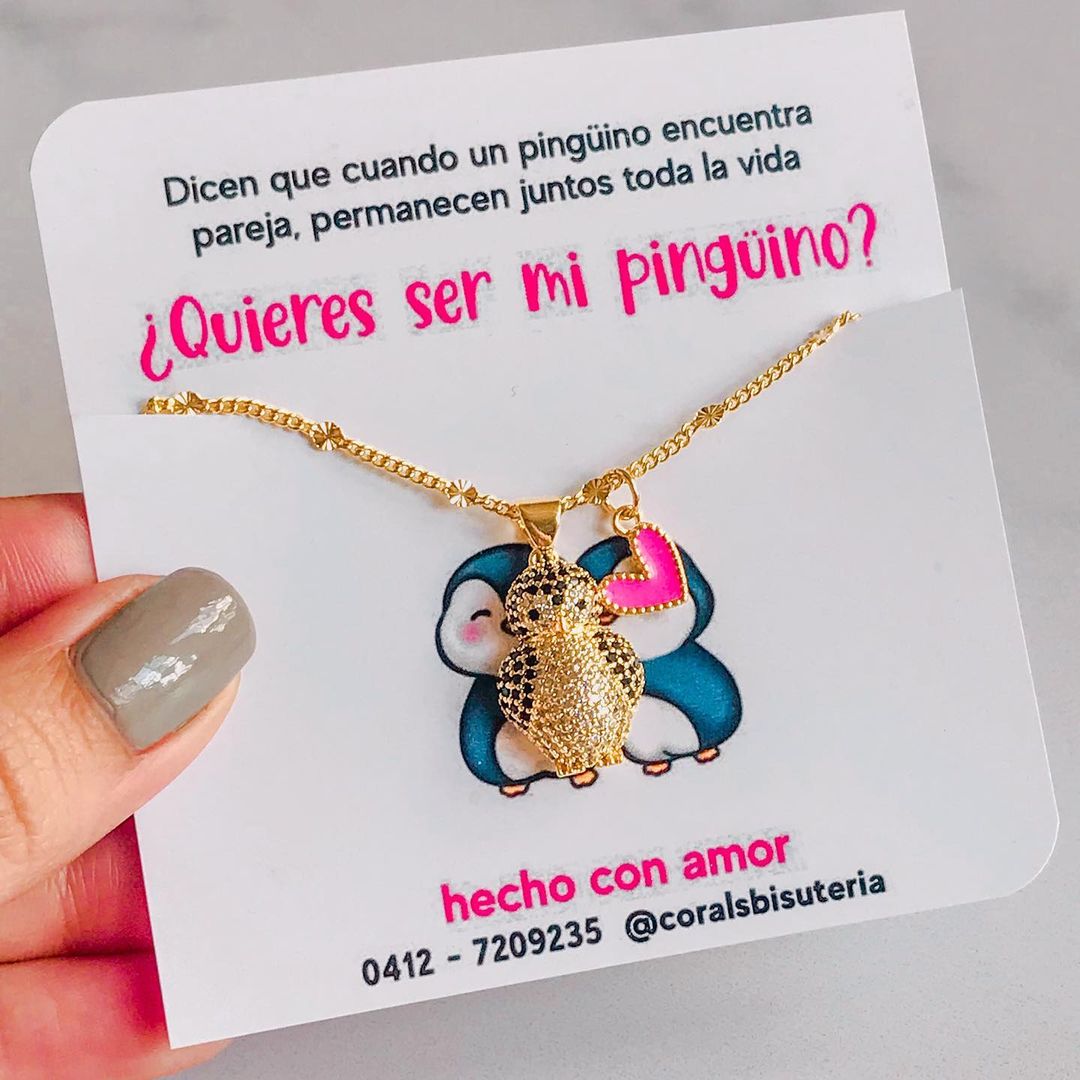 Dicen que cuando un pingüino encuentra
pareja, permanecen juntos toda la vida
¿Quieres ser mi pingüino?
hecho con amor
0412 - 7209235 @coralsbisuteria